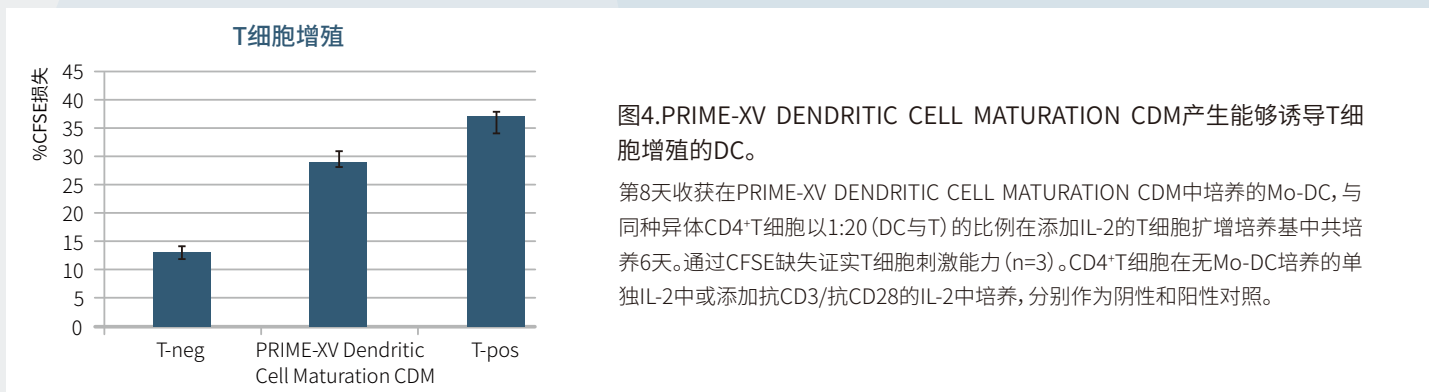 T细胞增殖
%CFSE损失
45
40
35
30
25
20
15
10
5
0
T-neg
PRIME-XV Dendritic
Cell Maturation CDM
T-pos
图4.PRIME-XV DENDRITIC CELL MATURATION CDM产生能够诱导T细
胞增殖的DC。
第8天收获在PRIME-XV DENDRITIC CELL MATURATION CDM中培养的Mo-DC,与
同种异体CD4⁺T细胞以1:20(DC与T)的比例在添加IL-2的T细胞扩增培养基中共培
养6天。通过CFSE缺失证实T细胞刺激能力(n=3)。CD4⁺T细胞在无Mo-DC培养的单
独IL-2中或添加抗CD3/抗CD28的IL-2中培养,分别作为阴性和阳性对照。